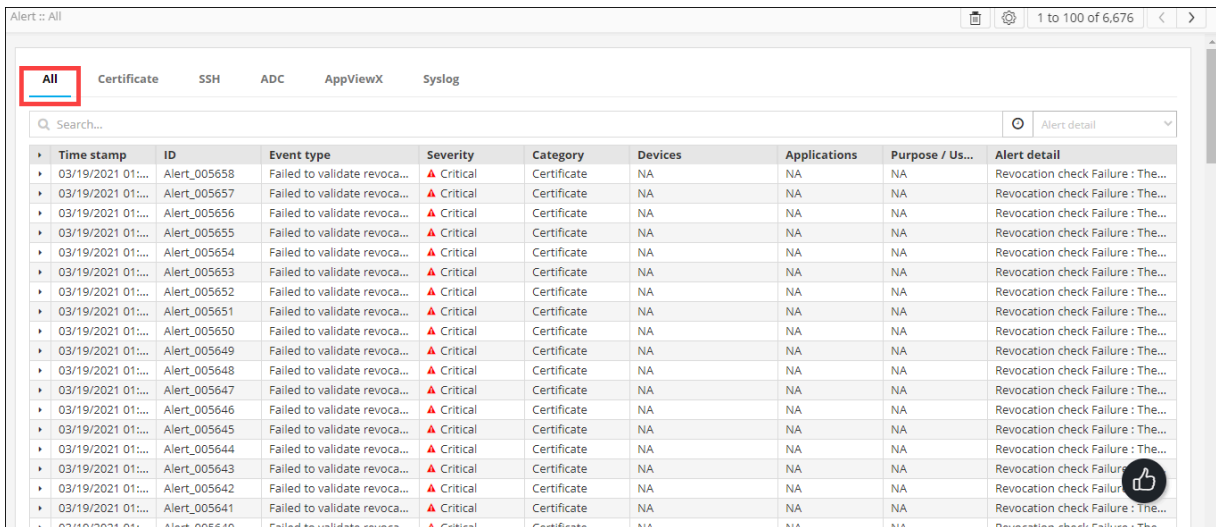 Alert :: All 1 to 100 of 6,676
All Certificate SSH ADC AppViewX Syslog
Search... Alert detail
Time stamp ID Event type Severity Category Devices Applications Purpose / Us... Alert detail
03/19/2021 01:... Alert_005658 Failed to validate revoca... Critical Certificate NA NA NA Revocation check Failure : The...
03/19/2021 01:... Alert_005657 Failed to validate revoca... Critical Certificate NA NA NA Revocation check Failure : The...
03/19/2021 01:... Alert_005656 Failed to validate revoca... Critical Certificate NA NA NA Revocation check Failure : The...
03/19/2021 01:... Alert_005655 Failed to validate revoca... Critical Certificate NA NA NA Revocation check Failure : The...
03/19/2021 01:... Alert_005654 Failed to validate revoca... Critical Certificate NA NA NA Revocation check Failure : The...
03/19/2021 01:... Alert_005653 Failed to validate revoca... Critical Certificate NA NA NA Revocation check Failure : The...
03/19/2021 01:... Alert_005652 Failed to validate revoca... Critical Certificate NA NA NA Revocation check Failure : The...
03/19/2021 01:... Alert_005651 Failed to validate revoca... Critical Certificate NA NA NA Revocation check Failure : The...
03/19/2021 01:... Alert_005650 Failed to validate revoca... Critical Certificate NA NA NA Revocation check Failure : The...
03/19/2021 01:... Alert_005649 Failed to validate revoca... Critical Certificate NA NA NA Revocation check Failure : The...
03/19/2021 01:... Alert_005648 Failed to validate revoca... Critical Certificate NA NA NA Revocation check Failure : The...
03/19/2021 01:... Alert_005647 Failed to validate revoca... Critical Certificate NA NA NA Revocation check Failure : The...
03/19/2021 01:... Alert_005646 Failed to validate revoca... Critical Certificate NA NA NA Revocation check Failure : The...
03/19/2021 01:... Alert_005645 Failed to validate revoca... Critical Certificate NA NA NA Revocation check Failure : The...
03/19/2021 01:... Alert_005644 Failed to validate revoca... Critical Certificate NA NA NA Revocation check Failure : The...
03/19/2021 01:... Alert_005643 Failed to validate revoca... Critical Certificate NA NA NA Revocation check Failure
03/19/2021 01:... Alert_005642 Failed to validate revoca... Critical Certificate NA NA NA Revocation check Failur
03/19/2021 01:... Alert_005641 Failed to validate revoca... Critical Certificate NA NA NA Revocation check Failure : The...